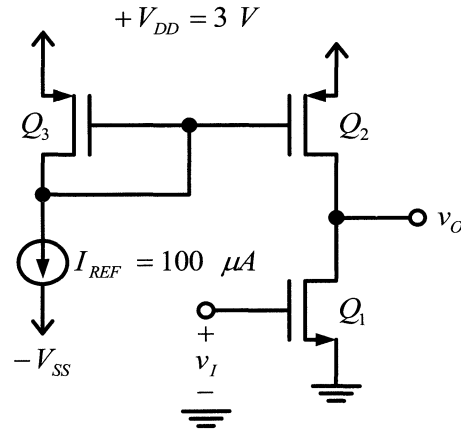 +V_DD = 3 V
Q_3
Q_2
v_O
I_REF = 100 μA
Q_1
+
v_I
−
−V_SS